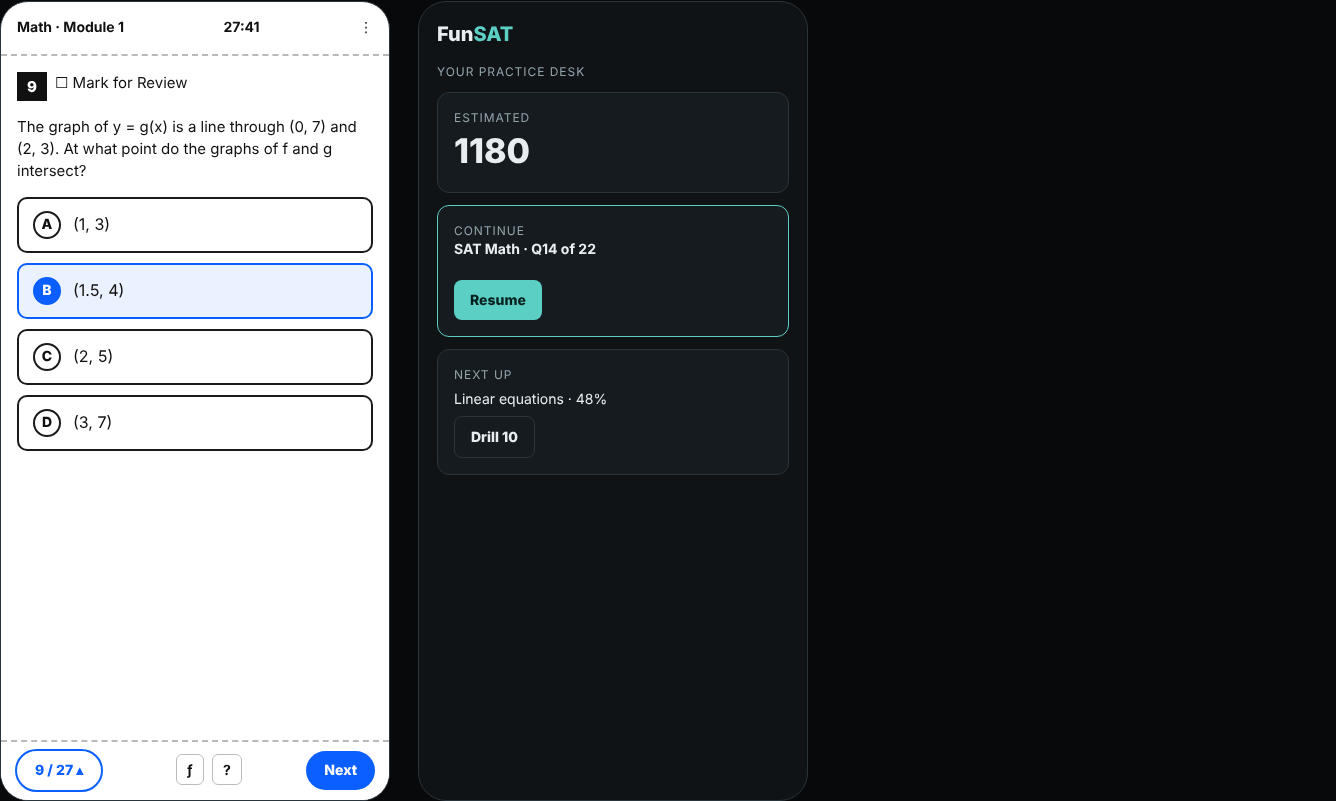 Math · Module 1
27:41
⋮
9
☐ Mark for Review
The graph of y = g(x) is a line through (0, 7) and
(2, 3). At what point do the graphs of f and g
intersect?
A (1, 3)
B (1.5, 4)
C (2, 5)
D (3, 7)
9 / 27 ▴
ƒ
?
Next
FunSAT
YOUR PRACTICE DESK
ESTIMATED
1180
CONTINUE
SAT Math · Q14 of 22
Resume
NEXT UP
Linear equations · 48%
Drill 10